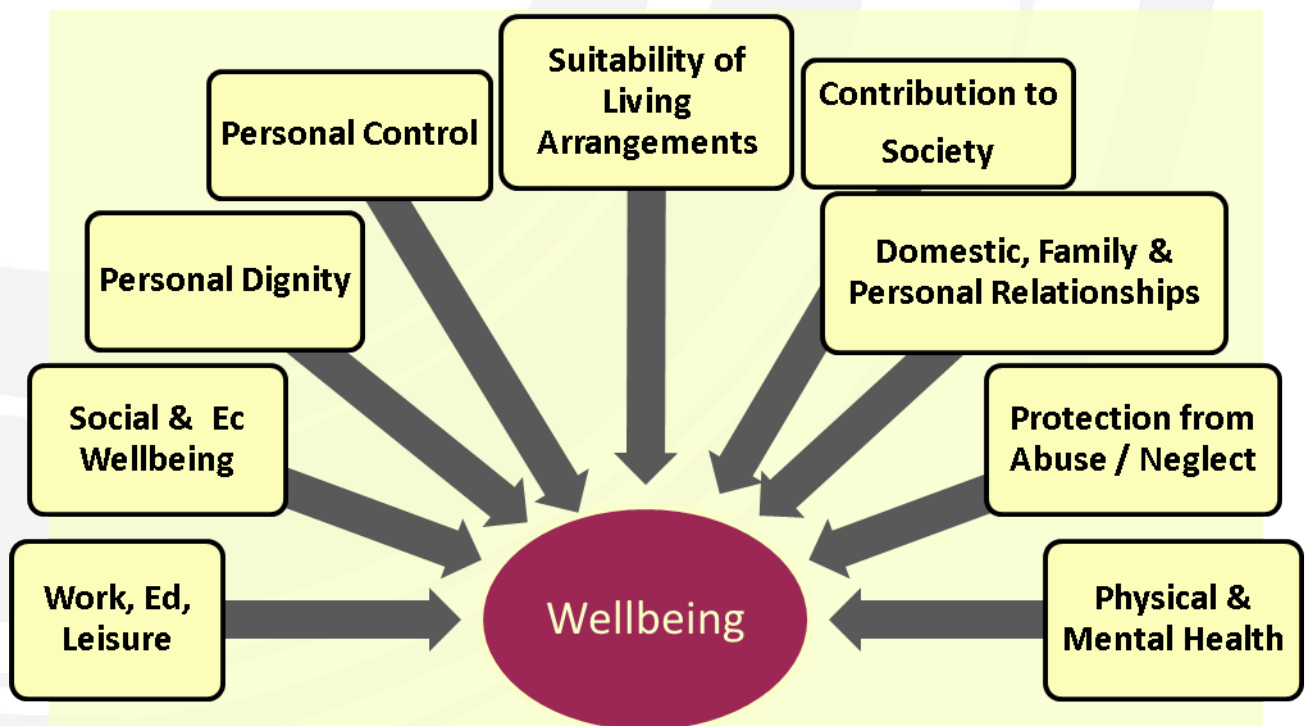 Suitability of
Living
Arrangements
Contribution to
Society
Personal Control
Domestic, Family &
Personal Relationships
Personal Dignity
Social & Ec
Wellbeing
Protection from
Abuse / Neglect
Work, Ed,
Leisure
Wellbeing
Physical &
Mental Health